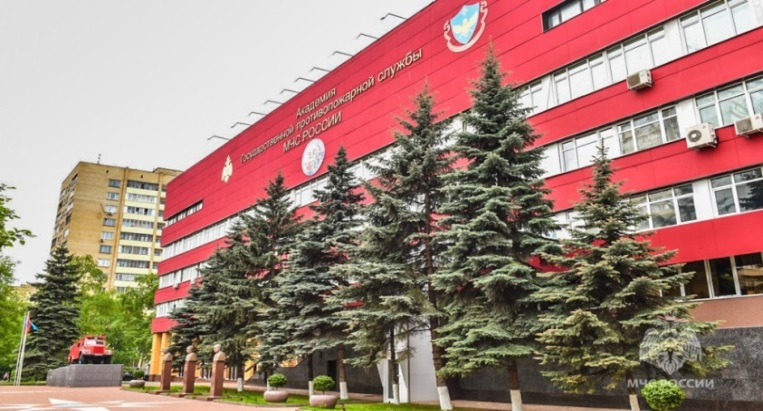 Академия
Государственной противопожарной службы
МЧС РОССИИ
МЧС РОССИИ